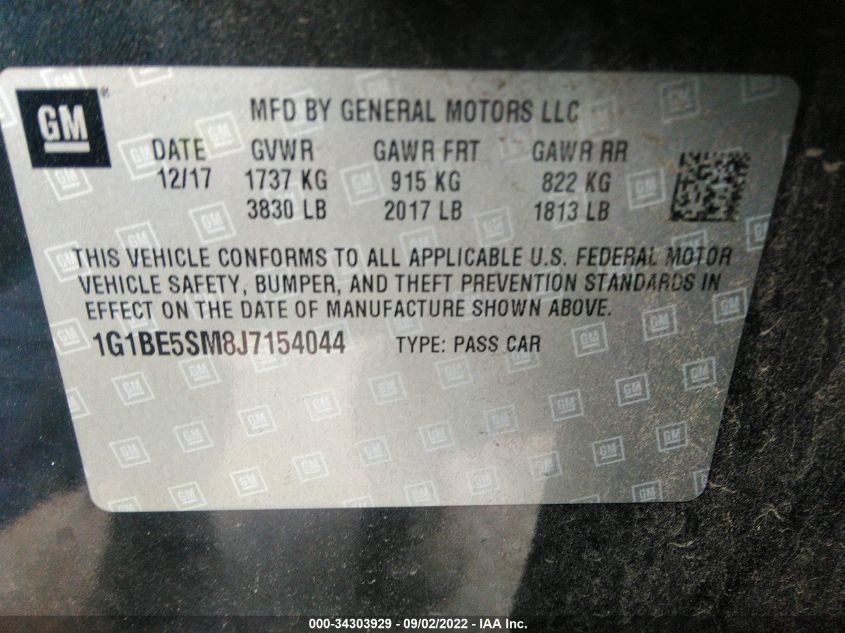 GM ®
MFD BY GENERAL MOTORS LLC
DATE GVWR GAWR FRT GAWR RR
12/17 1737 KG 915 KG 822 KG
3830 LB 2017 LB 1813 LB
THIS VEHICLE CONFORMS TO ALL APPLICABLE U.S. FEDERAL MOTOR
VEHICLE SAFETY, BUMPER, AND THEFT PREVENTION STANDARDS IN
EFFECT ON THE DATE OF MANUFACTURE SHOWN ABOVE.
1G1BE5SM8J7154044 TYPE: PASS CAR
000-34303929 - 09/02/2022 - IAA Inc.